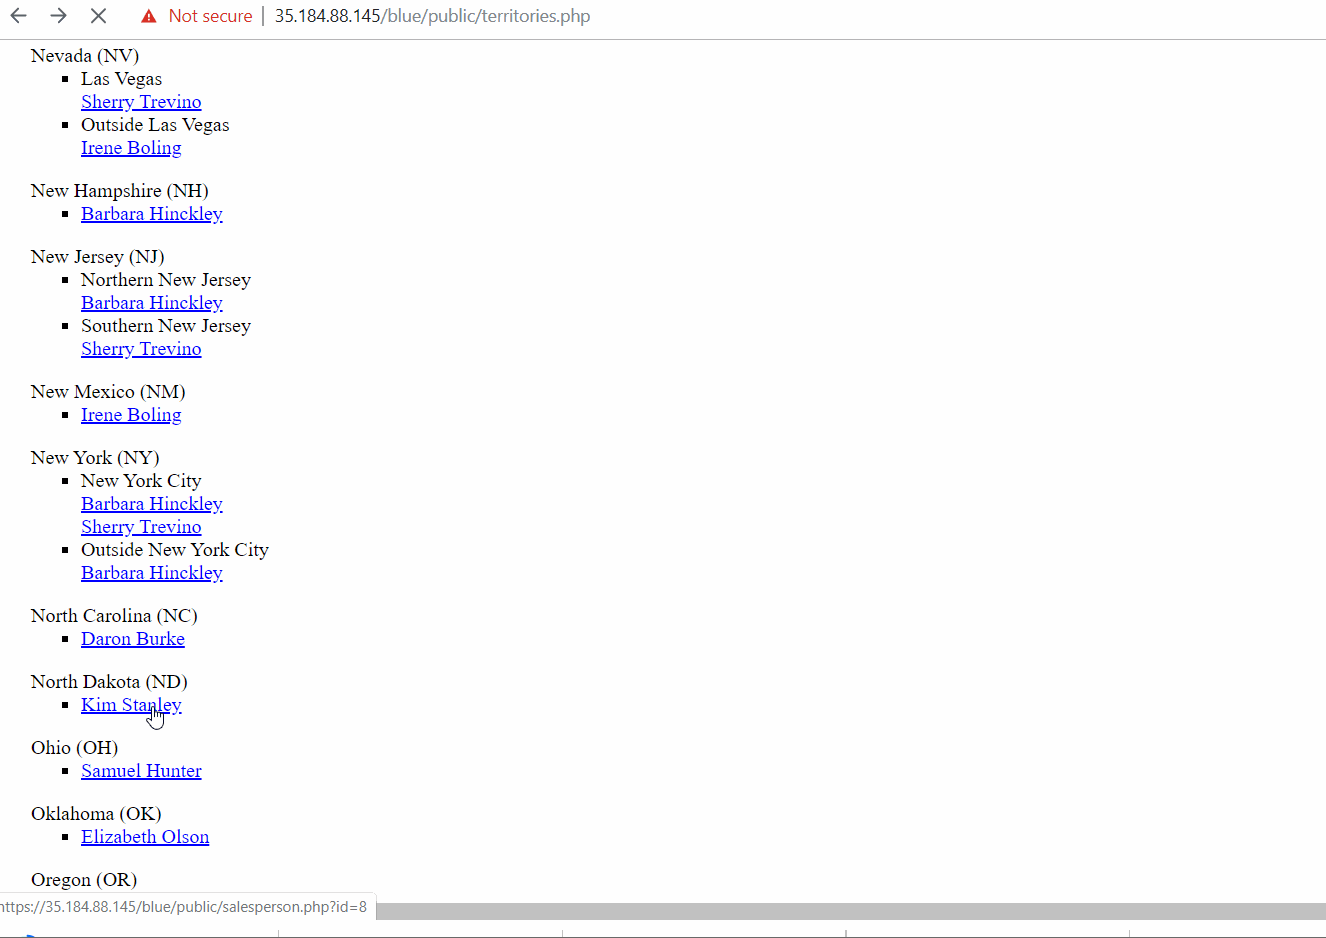 Not secure | 35.184.88.145/blue/public/territories.php
Nevada (NV)
Las Vegas
Sherry Trevino
Outside Las Vegas
Irene Boling
New Hampshire (NH)
Barbara Hinckley
New Jersey (NJ)
Northern New Jersey
Barbara Hinckley
Southern New Jersey
Sherry Trevino
New Mexico (NM)
Irene Boling
New York (NY)
New York City
Barbara Hinckley
Sherry Trevino
Outside New York City
Barbara Hinckley
North Carolina (NC)
Daron Burke
North Dakota (ND)
Kim Stanley
Ohio (OH)
Samuel Hunter
Oklahoma (OK)
Elizabeth Olson
Oregon (OR)
https://35.184.88.145/blue/public/salesperson.php?id=8